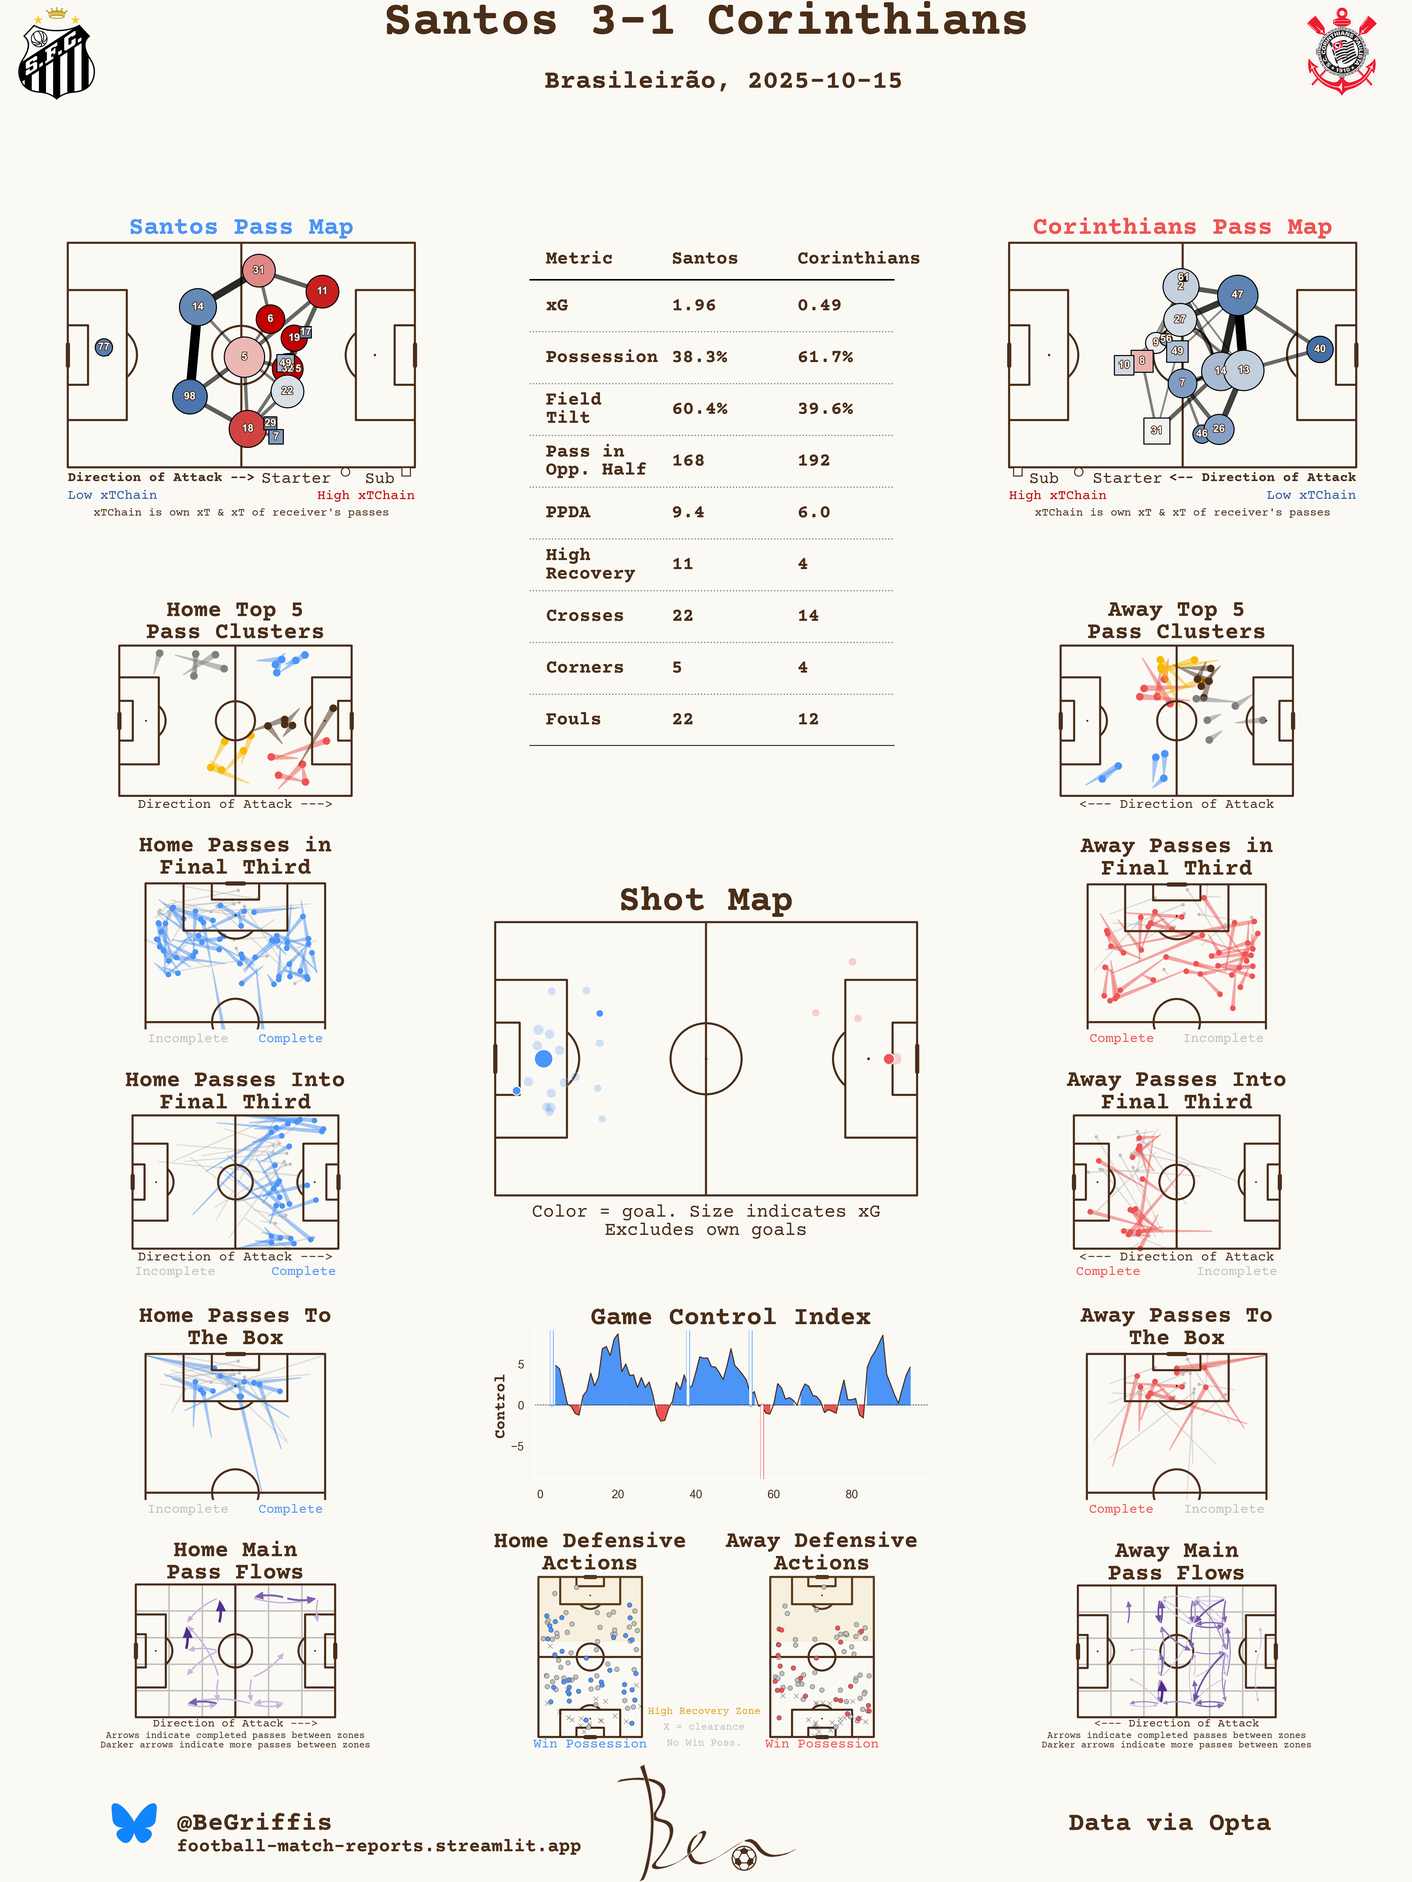 Santos 3-1 Corinthians
Brasileirão, 2025-10-15
S.F.C.
Santos Pass Map
31
11
14
6
17
19
77
5
49
22
98
18
29
7
Direction of Attack --> Starter Sub
Low xTChain High xTChain
xTChain is own xT & xT of receiver's passes
Metric Santos Corinthians
xG 1.96 0.49
Possession 38.3% 61.7%
Field
Tilt 60.4% 39.6%
Pass in
Opp. Half 168 192
PPDA 9.4 6.0
High
Recovery 11 4
Crosses 22 14
Corners 5 4
Fouls 22 12
Corinthians Pass Map
61
2
47
27
56
9
49
40
10
8
14
13
7
31
46
26
Sub Starter <-- Direction of Attack
High xTChain Low xTChain
xTChain is own xT & xT of receiver's passes
Home Top 5
Pass Clusters
Direction of Attack --->
Away Top 5
Pass Clusters
<--- Direction of Attack
Home Passes in
Final Third
Incomplete Complete
Away Passes in
Final Third
Complete Incomplete
Shot Map
Color = goal. Size indicates xG
Excludes own goals
Home Passes Into
Final Third
Direction of Attack --->
Incomplete Complete
Away Passes Into
Final Third
<--- Direction of Attack
Complete Incomplete
Home Passes To
The Box
Incomplete Complete
Game Control Index
Control
5
0
−5
0 20 40 60 80
Away Passes To
The Box
Complete Incomplete
Home Main
Pass Flows
Direction of Attack --->
Arrows indicate completed passes between zones
Darker arrows indicate more passes between zones
Home Defensive
Actions
Win Possession
High Recovery Zone
X = clearance
No Win Poss.
Away Defensive
Actions
Win Possession
Away Main
Pass Flows
<--- Direction of Attack
Arrows indicate completed passes between zones
Darker arrows indicate more passes between zones
@BeGriffis
football-match-reports.streamlit.app
Ben
Data via Opta